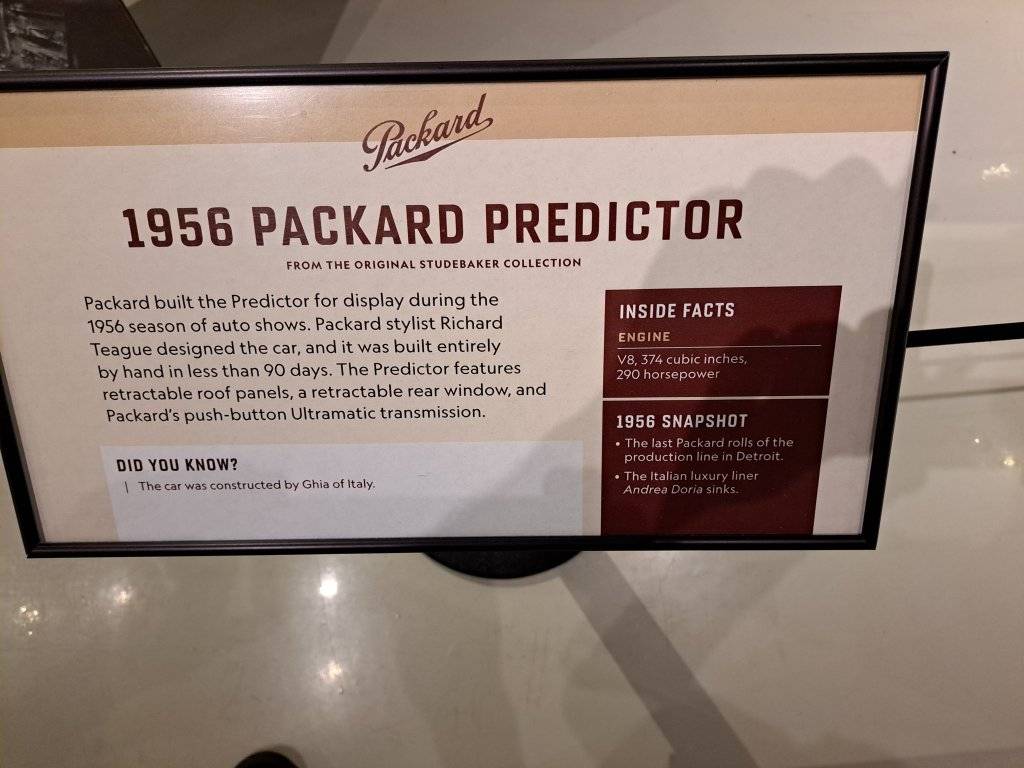 Packard
1956 PACKARD PREDICTOR
FROM THE ORIGINAL STUDEBAKER COLLECTION
Packard built the Predictor for display during the
1956 season of auto shows. Packard stylist Richard
Teague designed the car, and it was built entirely
by hand in less than 90 days. The Predictor features
retractable roof panels, a retractable rear window, and
Packard's push-button Ultramatic transmission.
DID YOU KNOW?
| The car was constructed by Ghia of Italy.
INSIDE FACTS
ENGINE
V8, 374 cubic inches,
290 horsepower
1956 SNAPSHOT
• The last Packard rolls of the
production line in Detroit.
• The Italian luxury liner
Andrea Doria sinks.